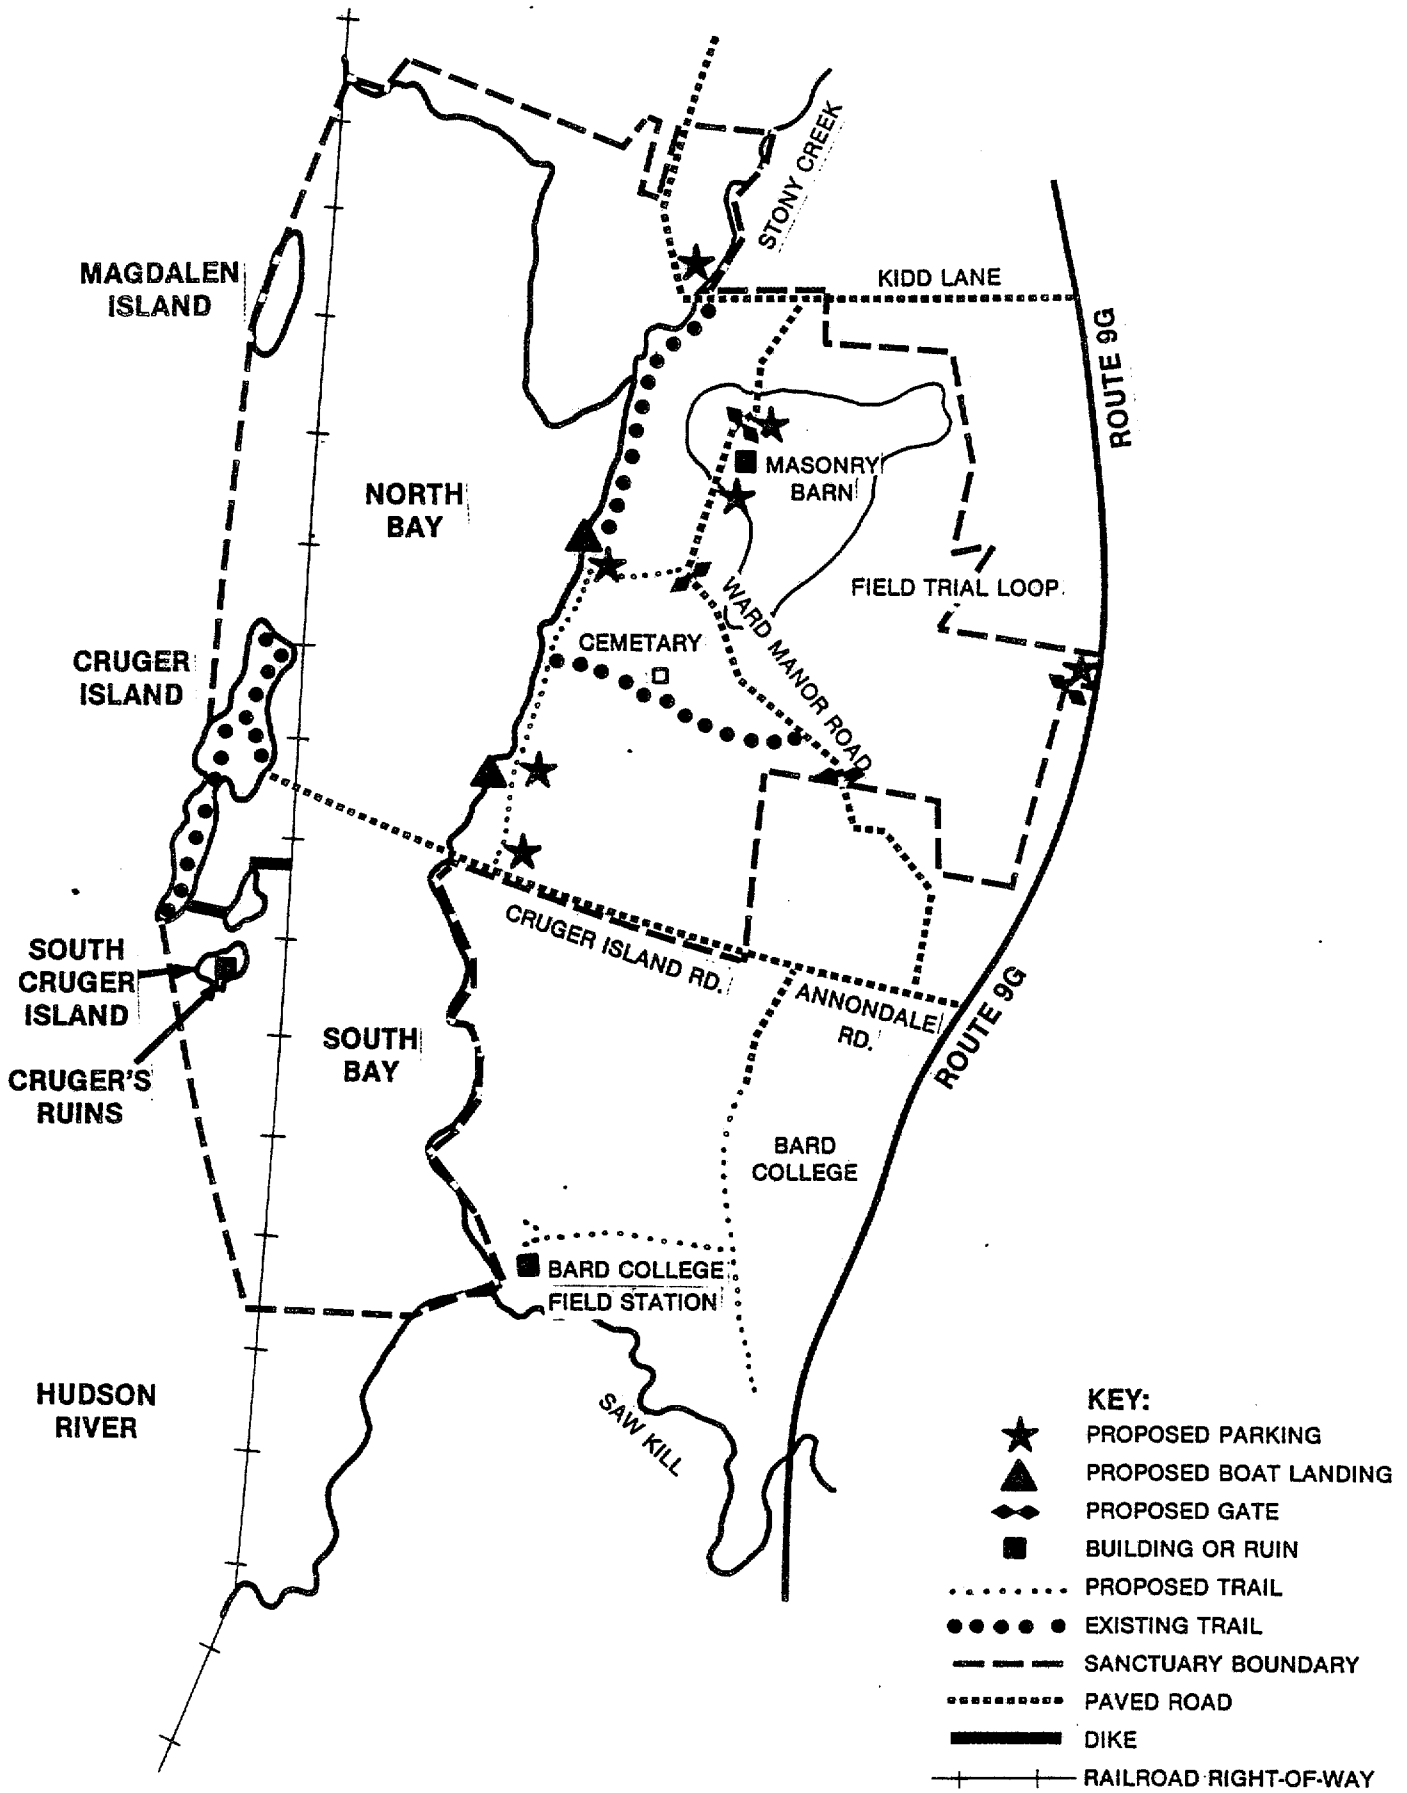 STONY CREEK
MAGDALEN
ISLAND
KIDD LANE
ROUTE 9G
MASONRY
BARN
NORTH
BAY
FIELD TRIAL LOOP
WARD MANOR ROAD
CEMETARY
CRUGER
ISLAND
CRUGER ISLAND RD.
SOUTH
CRUGER
ISLAND
ANNONDALE
RD.
ROUTE 9G
SOUTH
BAY
CRUGER'S
RUINS
BARD
COLLEGE
BARD COLLEGE
FIELD STATION
HUDSON
RIVER
SAW KILL
KEY:
PROPOSED PARKING
PROPOSED BOAT LANDING
PROPOSED GATE
BUILDING OR RUIN
PROPOSED TRAIL
EXISTING TRAIL
SANCTUARY BOUNDARY
PAVED ROAD
DIKE
RAILROAD RIGHT-OF-WAY